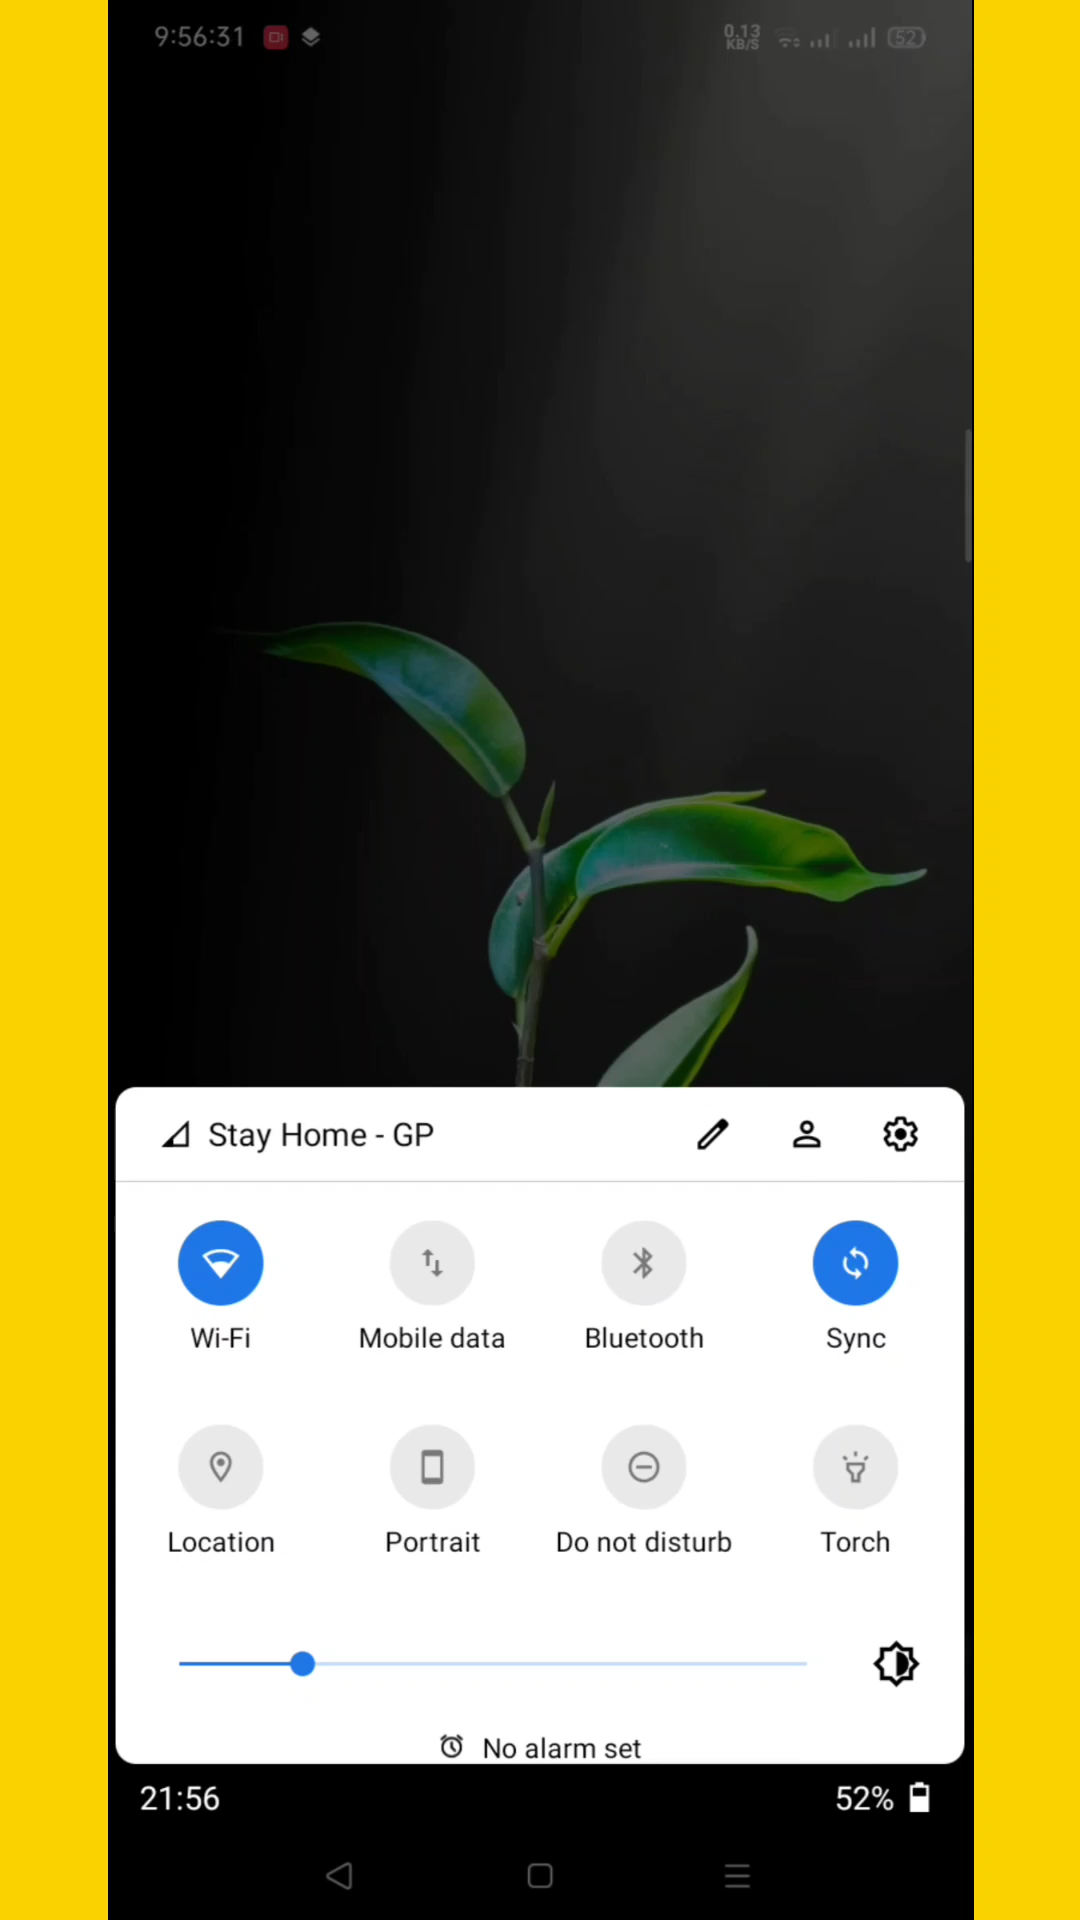 9:56:31
0.13
KB/S
52
Stay Home - GP
Wi-Fi Mobile data Bluetooth Sync
Location Portrait Do not disturb Torch
No alarm set
21:56 52%